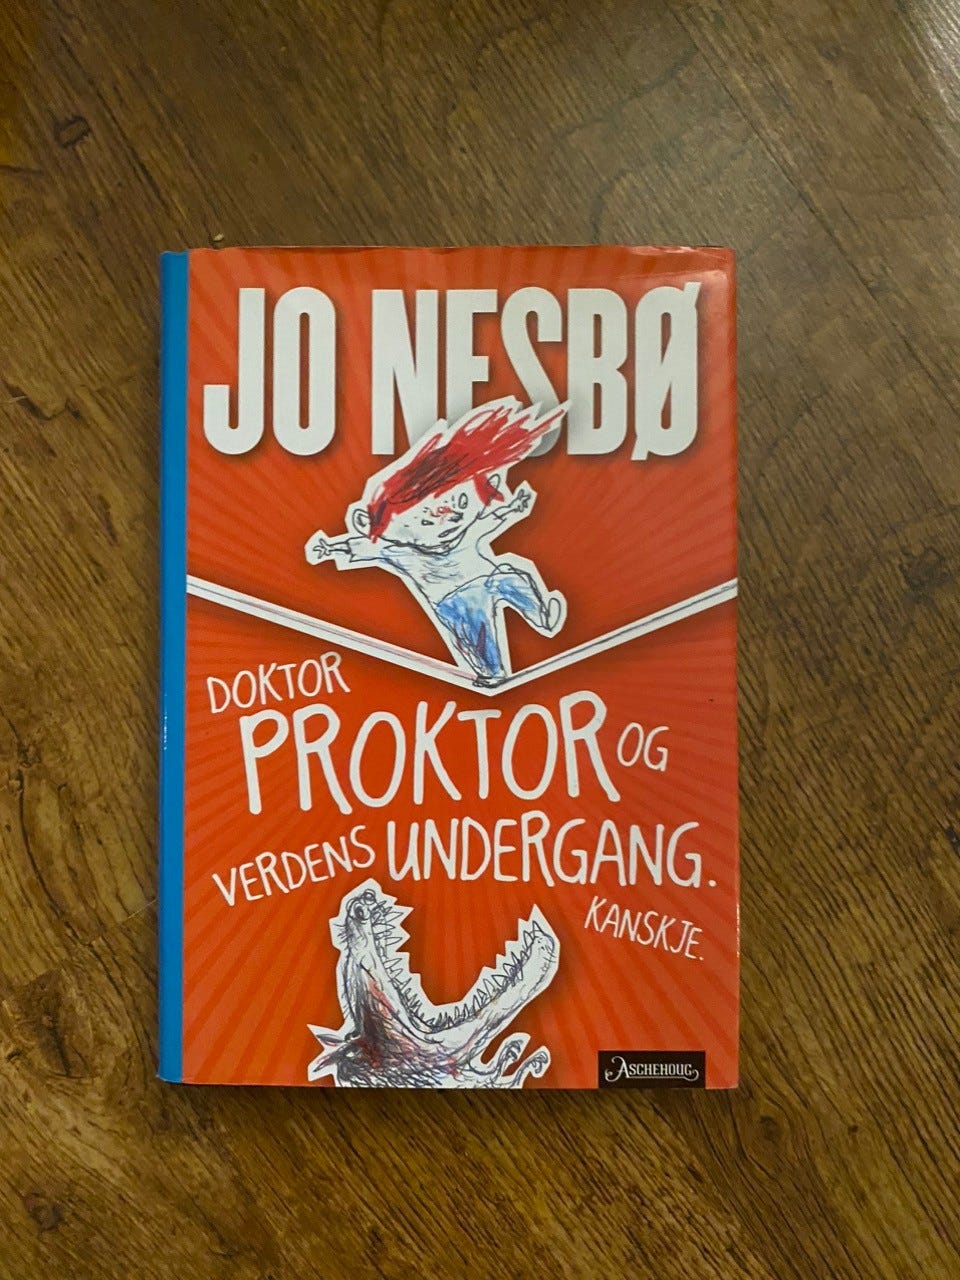 JO NESBØ
DOKTOR
PROKTOR OG
VERDENS UNDERGANG.
KANSKJE.
ASCHEHOUG